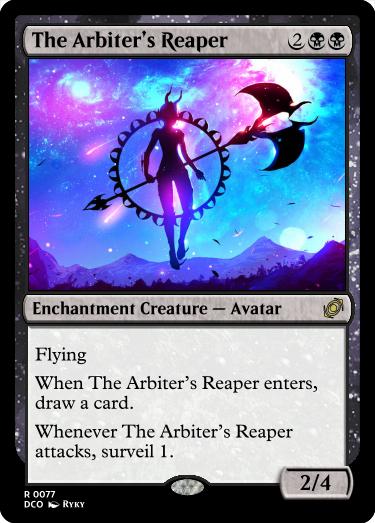 The Arbiter's Reaper 2
Enchantment Creature — Avatar
Flying
When The Arbiter's Reaper enters,
draw a card.
Whenever The Arbiter's Reaper
attacks, surveil 1.
2/4
R 0077
DCO Ryky